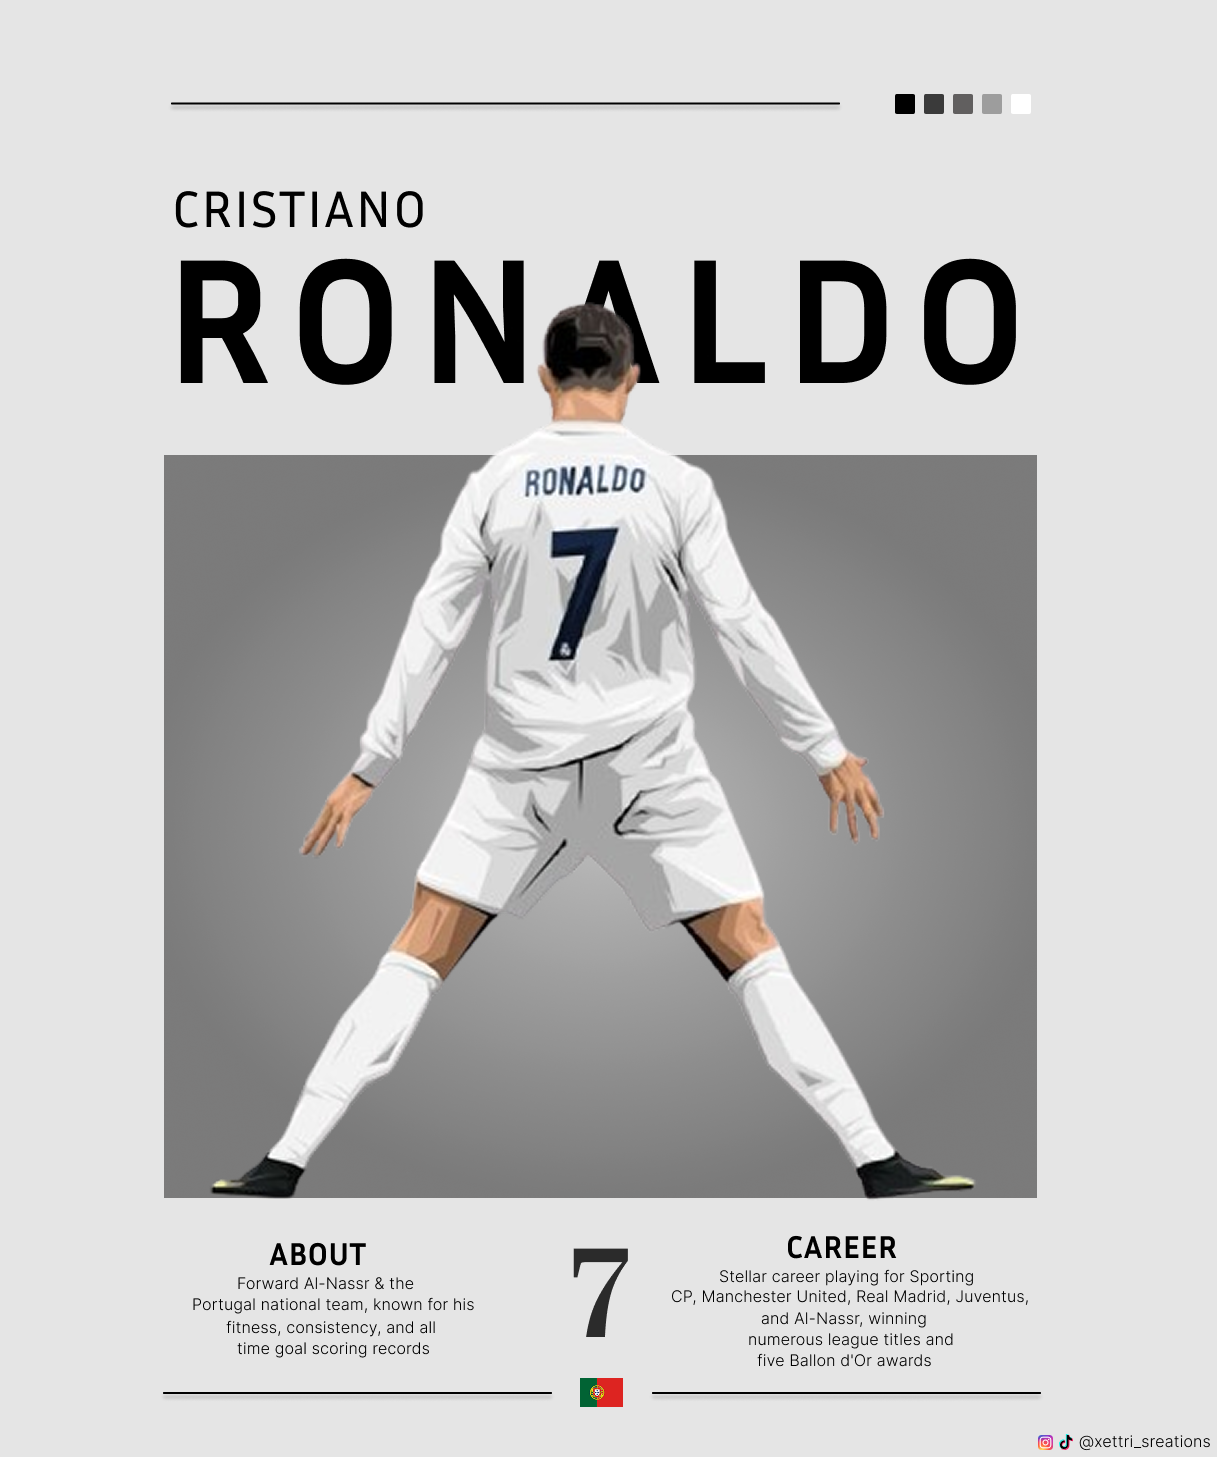 CRISTIANO
RONALDO
RONALDO
7
ABOUT
Forward Al-Nassr & the
Portugal national team, known for his
fitness, consistency, and all
time goal scoring records
7
CAREER
Stellar career playing for Sporting
CP, Manchester United, Real Madrid, Juventus,
and Al-Nassr, winning
numerous league titles and
five Ballon d'Or awards
@xettri_sreations